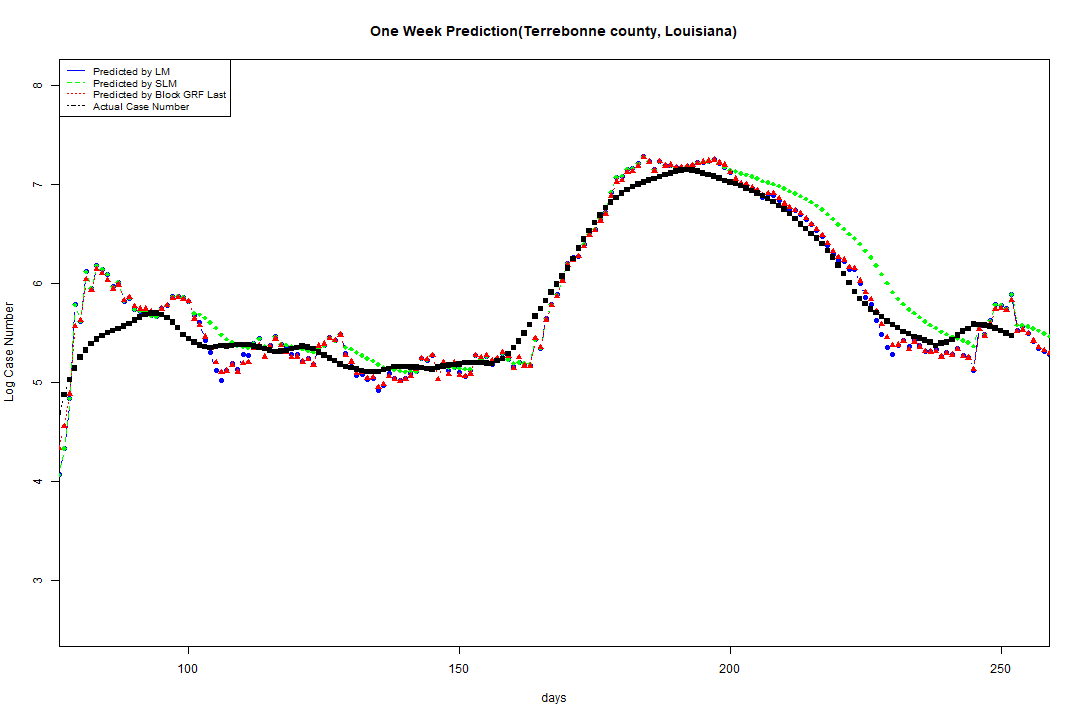 One Week Prediction(Terrebonne county, Louisiana)
Predicted by LM
Predicted by SLM
Predicted by Block GRF Last
Actual Case Number
Log Case Number
8
7
6
5
4
3
100 150 200 250
days